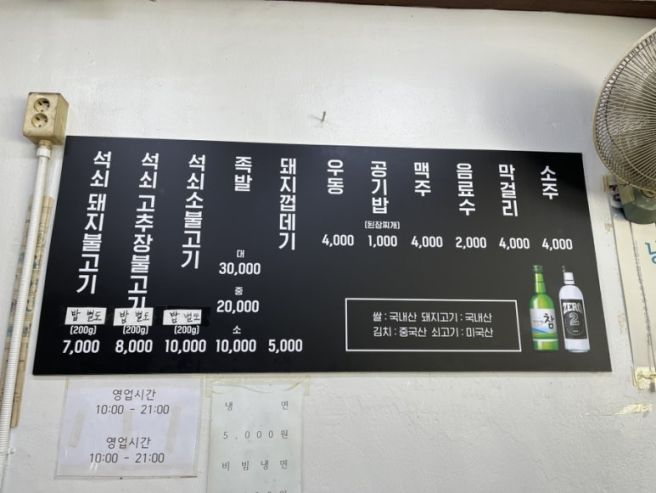 석쇠 돼지불고기
밥 별도
(200g)
7,000
석쇠 고추장불고기
밥 별도
(200g)
8,000
석쇠소불고기
밥 별도
(200g)
10,000
족발
대
30,000
중
20,000
소
10,000
돼지껍데기
5,000
우동
4,000
공기밥
(된장찌개)
1,000
맥주
4,000
음료수
2,000
막걸리
4,000
소주
4,000
쌀 : 국내산 돼지고기 : 국내산
김치 : 중국산 쇠고기 : 미국산
참
ZERO
2
영업시간
10:00 - 21:00
영업시간
10:00 - 21:00
냉 면
5,000원
비빔냉면